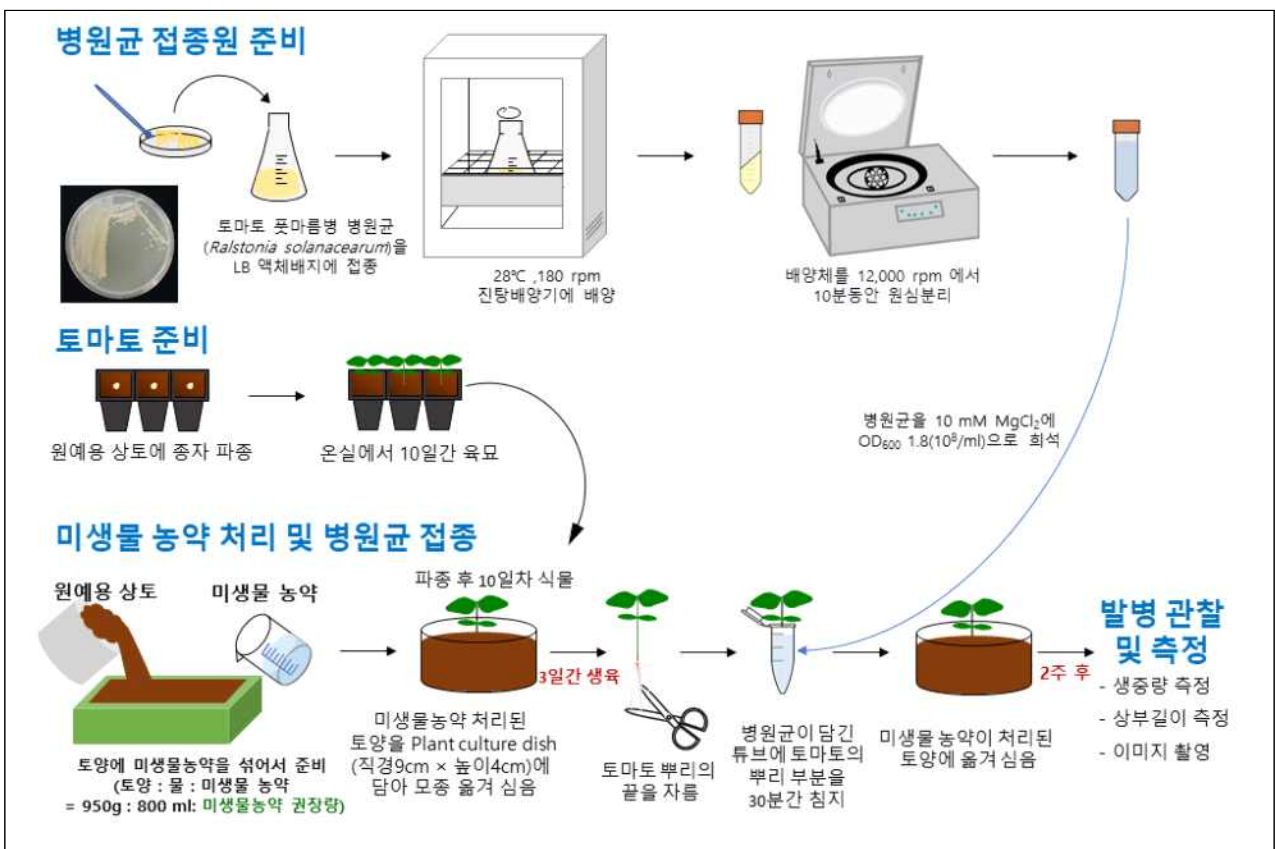 병원균 접종원 준비
토마토 풋마름병 병원균
(Ralstonia solanacearum)을
LB 액체배지에 접종
28℃ ,180 rpm
진탕배양기에 배양
배양체를 12,000 rpm 에서
10분동안 원심분리
토마토 준비
원예용 상토에 종자 파종
온실에서 10일간 육묘
병원균을 10 mM MgCl₂에
OD₆₀₀ 1.8(10⁸/ml)으로 희석
미생물 농약 처리 및 병원균 접종
원예용 상토
미생물 농약
토양에 미생물농약을 섞어서 준비
(토양 : 물 : 미생물 농약
= 950g : 800 ml: 미생물농약 권장량)
파종 후 10일차 식물
미생물농약 처리된
토양을 Plant culture dish
(직경9cm × 높이4cm)에
담아 모종 옮겨 심음
3일간 생육
토마토 뿌리의
끝을 자름
병원균이 담긴
튜브에 토마토의
뿌리 부분을
30분간 침지
미생물 농약이 처리된
토양에 옮겨심음
2주 후
발병 관찰
및 측정
- 생중량 측정
- 상부길이 측정
- 이미지 촬영